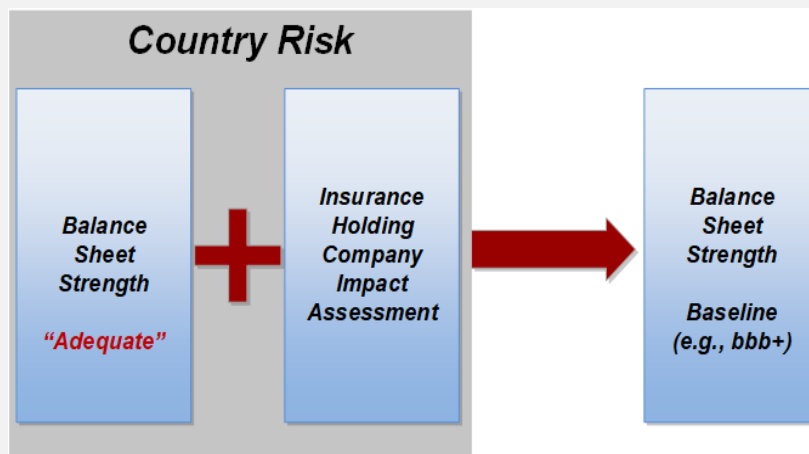 Country Risk
Balance
Sheet
Strength
“Adequate”
Insurance
Holding
Company
Impact
Assessment
Balance
Sheet
Strength
Baseline
(e.g., bbb+)